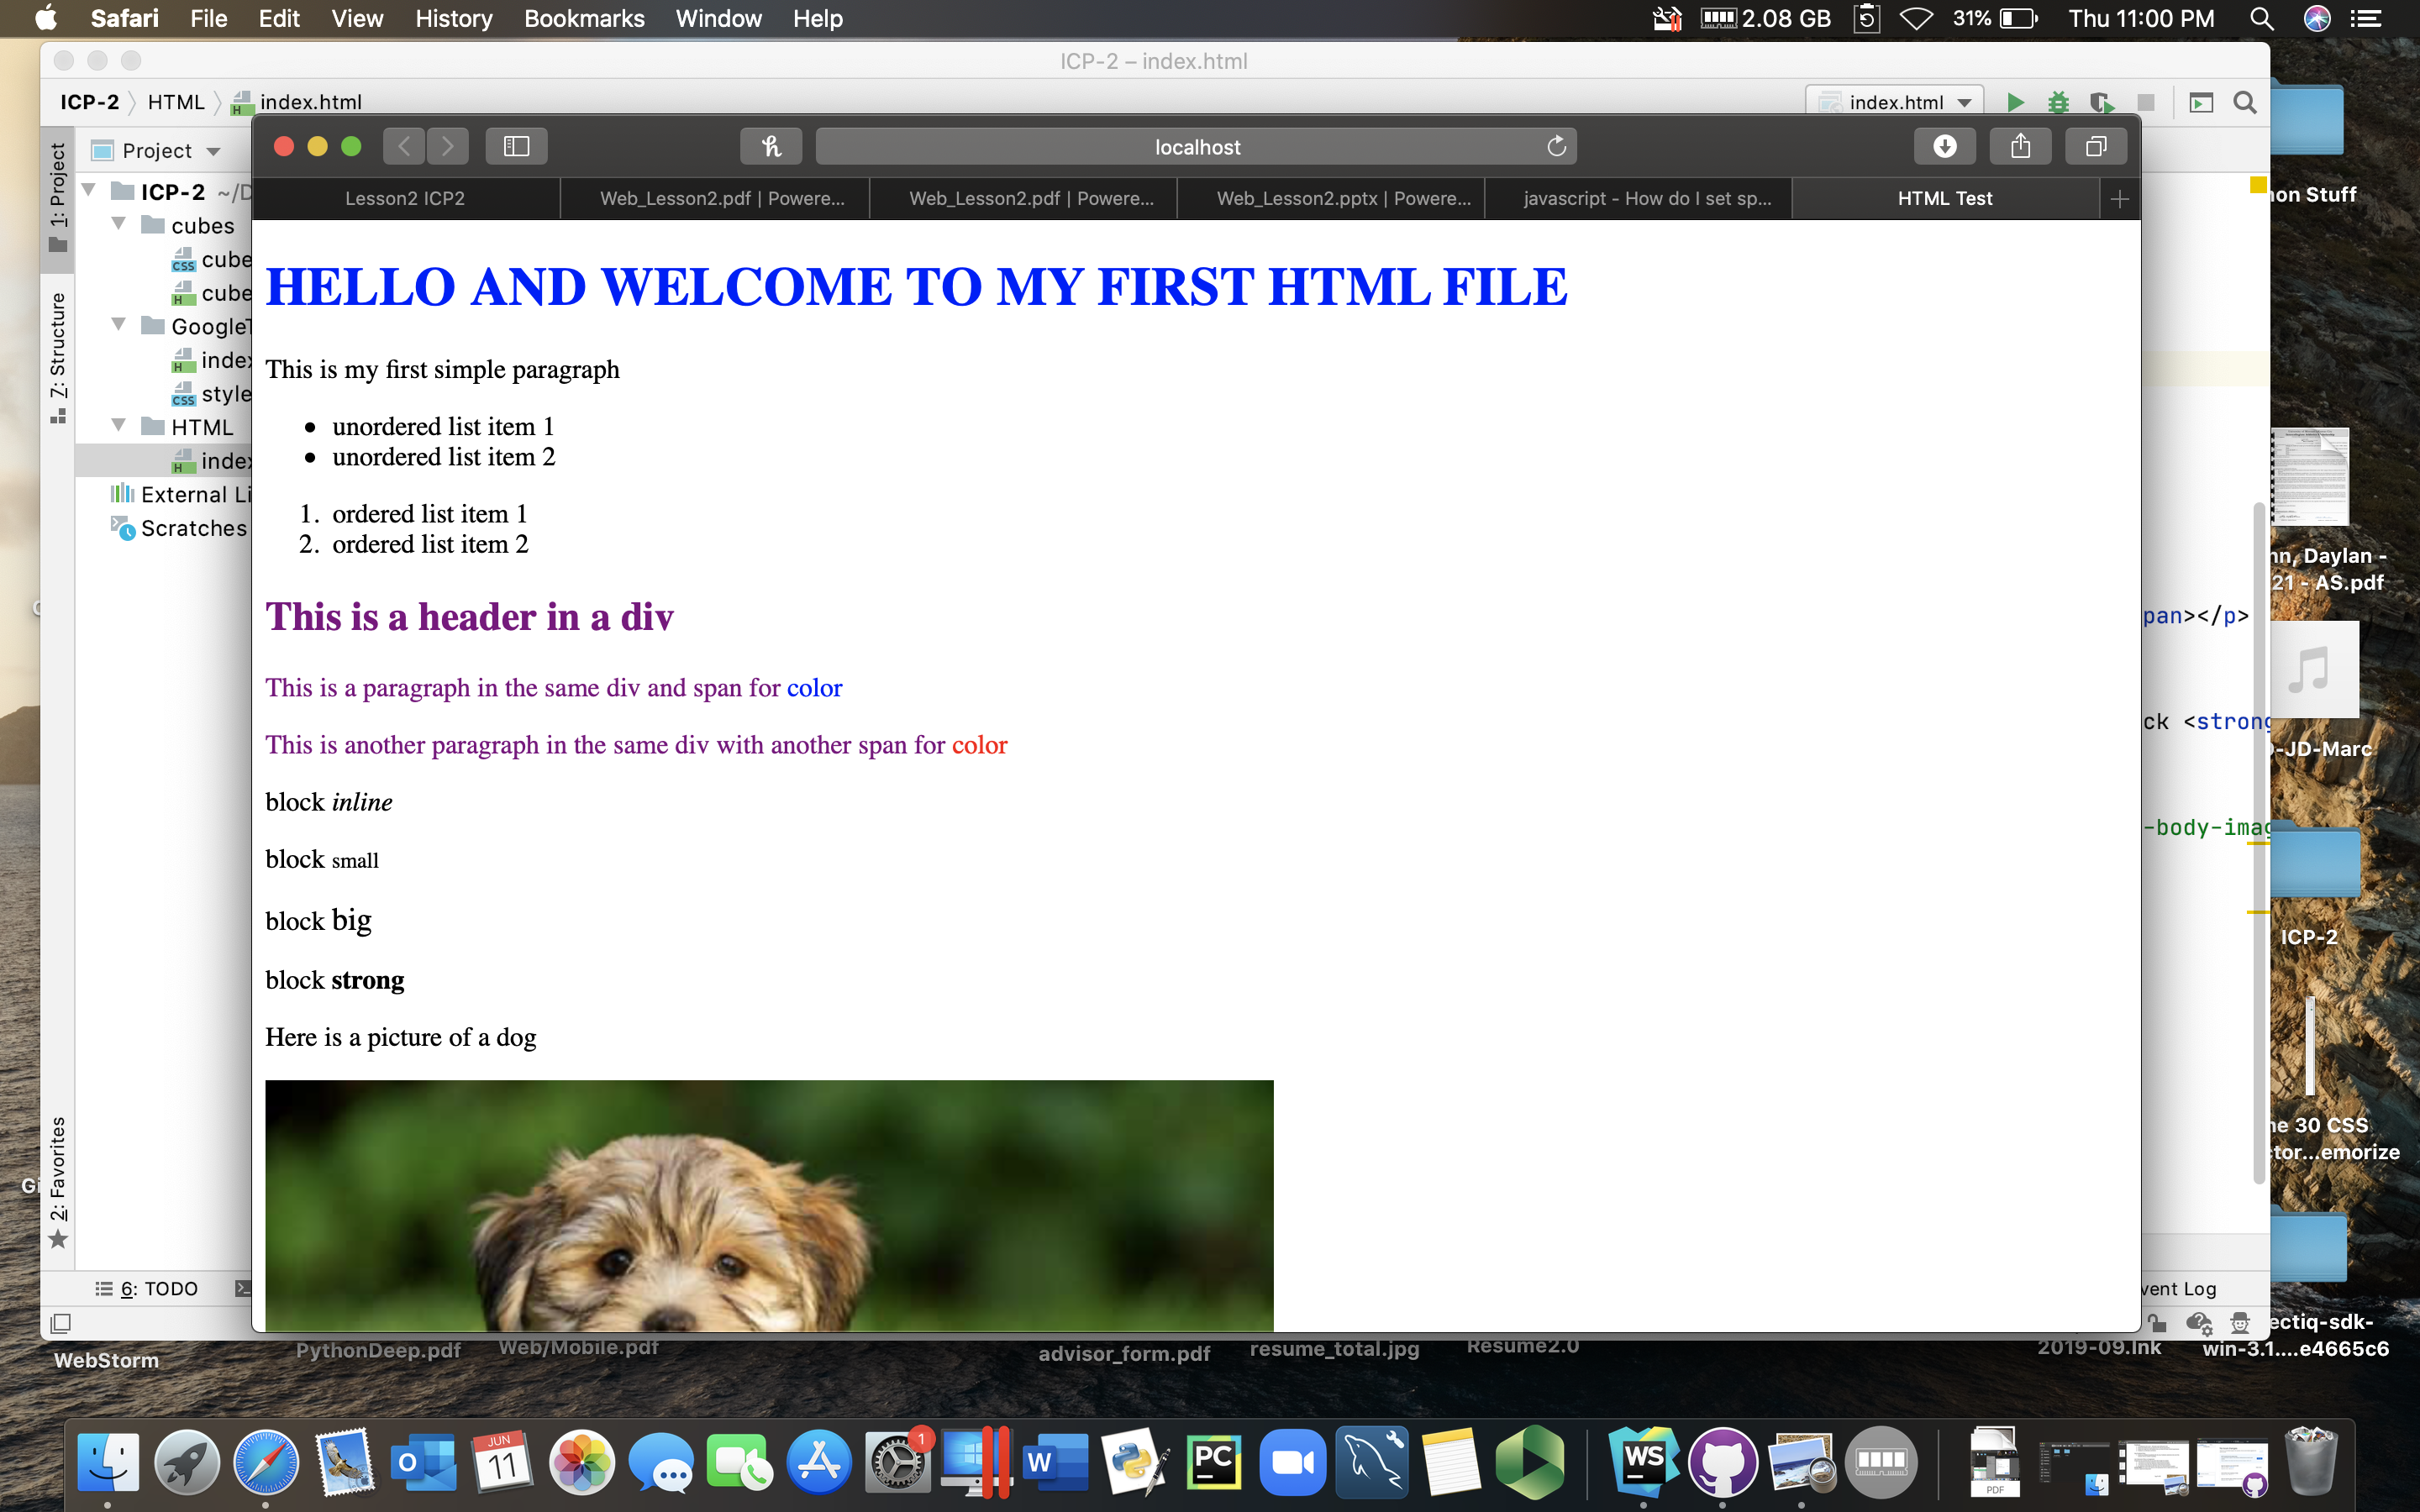 Safari File Edit View History Bookmarks Window Help 2.08 GB 31% Thu 11:00 PM
ICP-2 – index.html
ICP-2 HTML index.html index.html
1: Project
Project
localhost
Lesson2 ICP2 Web_Lesson2.pdf | Powere... Web_Lesson2.pdf | Powere... Web_Lesson2.pptx | Powere... javascript - How do I set sp... HTML Test
ICP-2 ~/D
cubes
CSS cube
H cube
GoogleT
H index
CSS style
HTML
H index
External Li
Scratches
7: Structure
2: Favorites
HELLO AND WELCOME TO MY FIRST HTML FILE
This is my first simple paragraph
• unordered list item 1
• unordered list item 2
1. ordered list item 1
2. ordered list item 2
This is a header in a div
This is a paragraph in the same div and span for color
This is another paragraph in the same div with another span for color
block inline
block small
block big
block strong
Here is a picture of a dog
pan></p>
ck <strong
-body-imag
on Stuff
nn, Daylan -
21 - AS.pdf
-JD-Marc
ICP-2
ne 30 CSS
ctor...emorize
6: TODO
vent Log
ectiq-sdk-
win-3.1....e4665c6
WebStorm
PythonDeep.pdf
Web/Mobile.pdf
advisor_form.pdf
resume_total.jpg
Resume2.0
2019-09.lnk
JUN
11
1
W
PC
WS
PDF